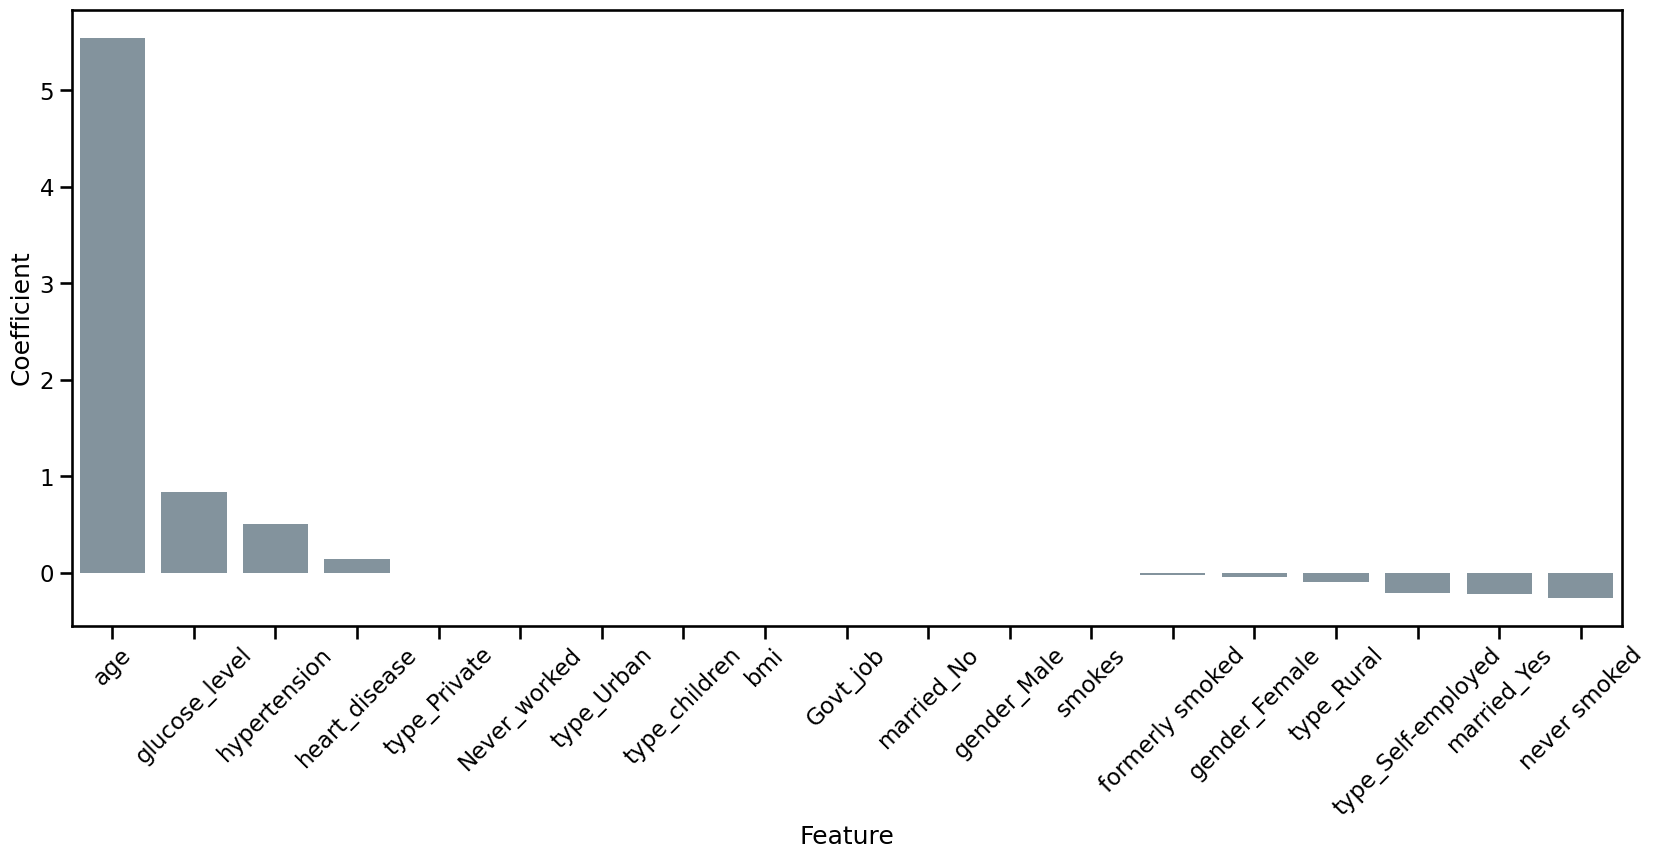 Coefficient
5
4
3
2
1
0
age
glucose_level
hypertension
heart_disease
type_Private
Never_worked
type_Urban
type_children
bmi
Govt_job
married_No
gender_Male
smokes
formerly smoked
gender_Female
type_Rural
type_Self-employed
married_Yes
never smoked
Feature